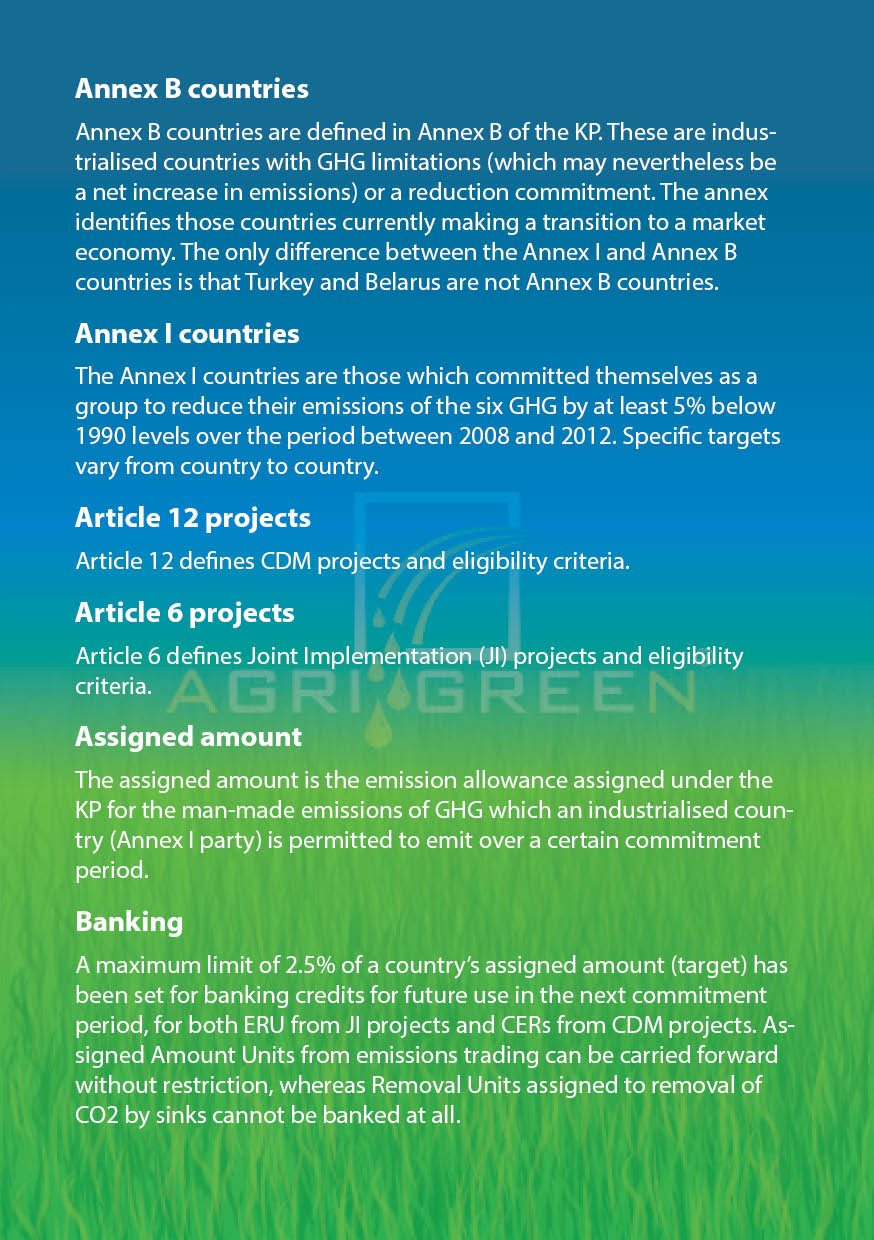 Annex B countries
Annex B countries are defined in Annex B of the KP. These are indus-
trialised countries with GHG limitations (which may nevertheless be
a net increase in emissions) or a reduction commitment. The annex
identifies those countries currently making a transition to a market
economy. The only difference between the Annex I and Annex B
countries is that Turkey and Belarus are not Annex B countries.
Annex I countries
The Annex I countries are those which committed themselves as a
group to reduce their emissions of the six GHG by at least 5% below
1990 levels over the period between 2008 and 2012. Specific targets
vary from country to country.
Article 12 projects
Article 12 defines CDM projects and eligibility criteria.
Article 6 projects
Article 6 defines Joint Implementation (JI) projects and eligibility
criteria.
AGRIGREEN
Assigned amount
The assigned amount is the emission allowance assigned under the
KP for the man-made emissions of GHG which an industrialised coun-
try (Annex I party) is permitted to emit over a certain commitment
period.
Banking
A maximum limit of 2.5% of a country’s assigned amount (target) has
been set for banking credits for future use in the next commitment
period, for both ERU from JI projects and CERs from CDM projects. As-
signed Amount Units from emissions trading can be carried forward
without restriction, whereas Removal Units assigned to removal of
CO2 by sinks cannot be banked at all.